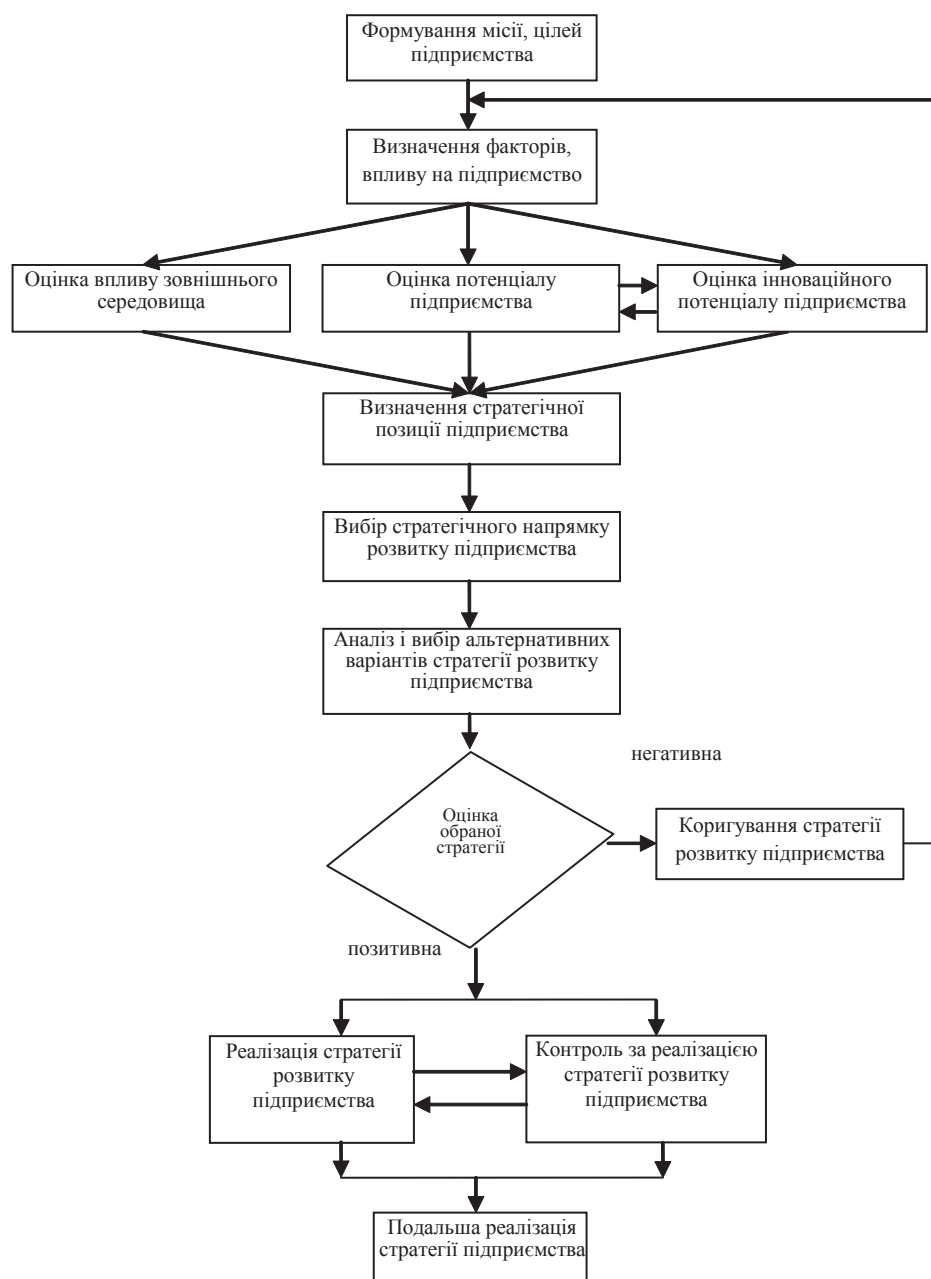 Формування місії, цілей
підприємства
Визначення факторів,
впливу на підприємство
Оцінка впливу зовнішнього
середовища
Оцінка потенціалу
підприємства
Оцінка інноваційного
потенціалу підприємства
Визначення стратегічної
позиції підприємства
Вибір стратегічного напрямку
розвитку підприємства
Аналіз і вибір альтернативних
варіантів стратегії розвитку
підприємства
негативна
Оцінка
обраної
стратегії
Коригування стратегії
розвитку підприємства
позитивна
Реалізація стратегії
розвитку
підприємства
Контроль за реалізацією
стратегії розвитку
підприємства
Подальша реалізація
стратегії підприємства